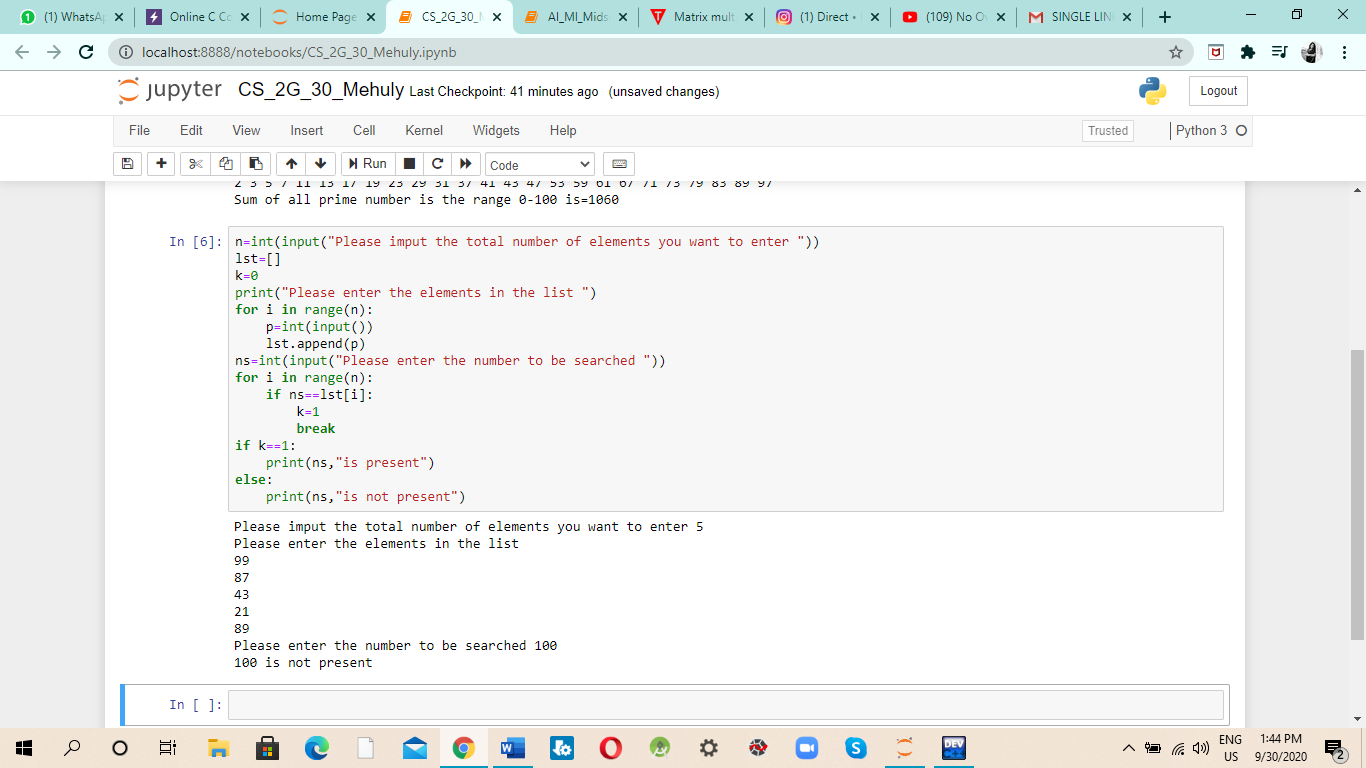 (1) WhatsAp
Online C Co
Home Page
CS_2G_30_M
AI_MI_Mids
Matrix mult
(1) Direct •
(109) No O
SINGLE LIN
localhost:8888/notebooks/CS_2G_30_Mehuly.ipynb
jupyter CS_2G_30_Mehuly Last Checkpoint: 41 minutes ago (unsaved changes)
Logout
File Edit View Insert Cell Kernel Widgets Help
Trusted
Python 3
Run
Code
2 3 5 7 11 13 17 19 23 29 31 37 41 43 47 53 59 61 67 71 73 79 83 89 97
Sum of all prime number is the range 0-100 is=1060
In [6]: n=int(input("Please imput the total number of elements you want to enter "))
lst=[]
k=0
print("Please enter the elements in the list ")
for i in range(n):
    p=int(input())
    lst.append(p)
ns=int(input("Please enter the number to be searched "))
for i in range(n):
    if ns==lst[i]:
        k=1
        break
if k==1:
    print(ns,"is present")
else:
    print(ns,"is not present")
Please imput the total number of elements you want to enter 5
Please enter the elements in the list
99
87
43
21
89
Please enter the number to be searched 100
100 is not present
In [ ]:
DEV
ENG
US
1:44 PM
9/30/2020
2